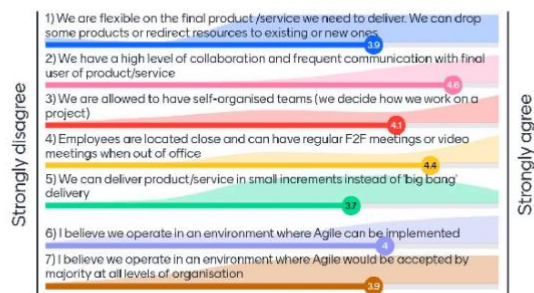 Strongly disagree
1) We are flexible on the final product /service we need to deliver. We can drop
some products or redirect resources to existing or new ones
3.9
2) We have a high level of collaboration and frequent communication with final
user of product/service
4.6
3) We are allowed to have self-organised teams (we decide how we work on a
project)
4.1
4) Employees are located close and can have regular F2F meetings or video
meetings when out of office
4.4
5) We can deliver product/service in small increments instead of 'big bang'
delivery
3.7
6) I believe we operate in an environment where Agile can be implemented
4
7) I believe we operate in an environment where Agile would be accepted by
majority at all levels of organisation
3.9
Strongly agree